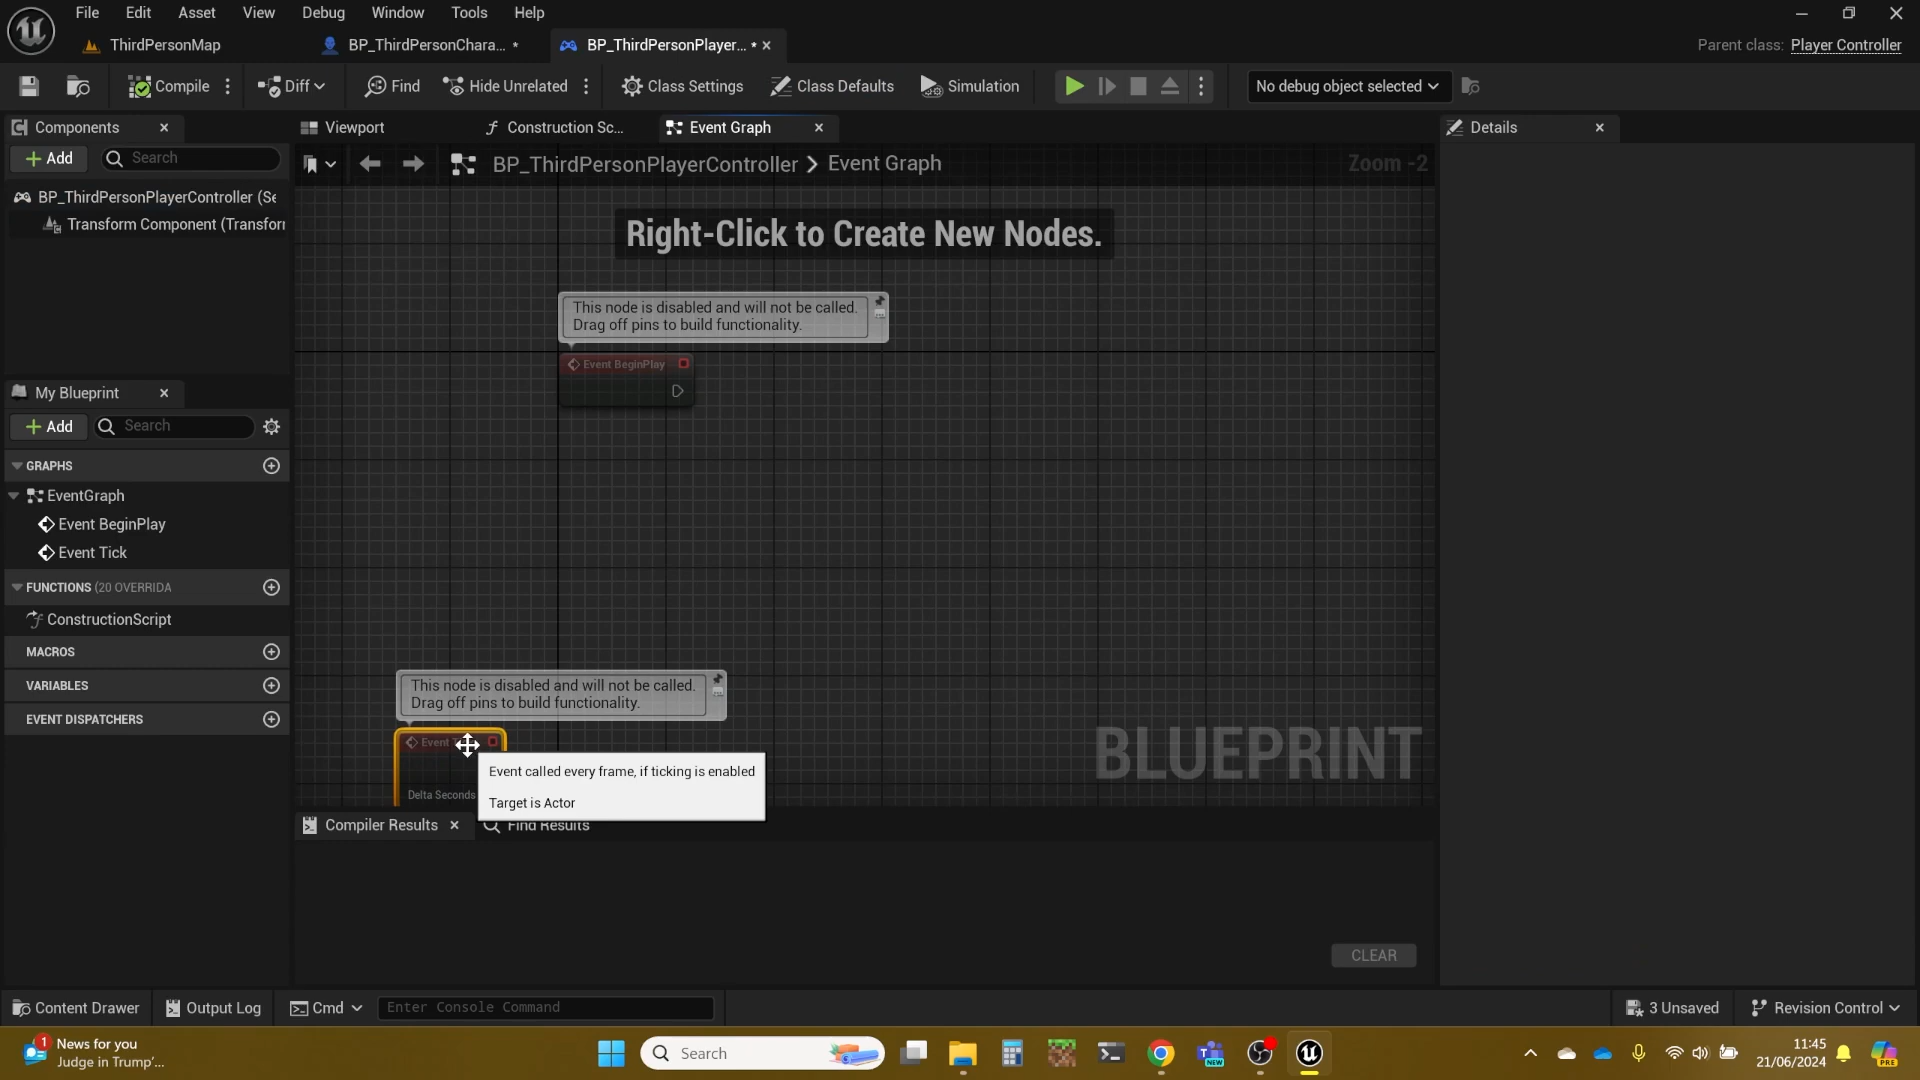 File Edit Asset View Debug Window Tools Help
ThirdPersonMap BP_ThirdPersonChara... * BP_ThirdPersonPlayer... *
Parent class: Player Controller
Compile Diff Find Hide Unrelated Class Settings Class Defaults Simulation No debug object selected
Components
Add Search
BP_ThirdPersonPlayerController (Se
Transform Component (Transfor
Viewport Construction Sc... Event Graph
BP_ThirdPersonPlayerController > Event Graph
Zoom -2
Right-Click to Create New Nodes.
This node is disabled and will not be called.
Drag off pins to build functionality.
Event BeginPlay
My Blueprint
Add Search
GRAPHS
EventGraph
Event BeginPlay
Event Tick
FUNCTIONS (20 OVERRIDA
ConstructionScript
MACROS
VARIABLES
EVENT DISPATCHERS
This node is disabled and will not be called.
Drag off pins to build functionality.
Event
Delta Seconds
Event called every frame, if ticking is enabled
Target is Actor
BLUEPRINT
Compiler Results Find Results
CLEAR
Details
Content Drawer Output Log Cmd Enter Console Command
3 Unsaved Revision Control
1
News for you
Judge in Trump'...
Search
NEW
11:45
21/06/2024
PRE